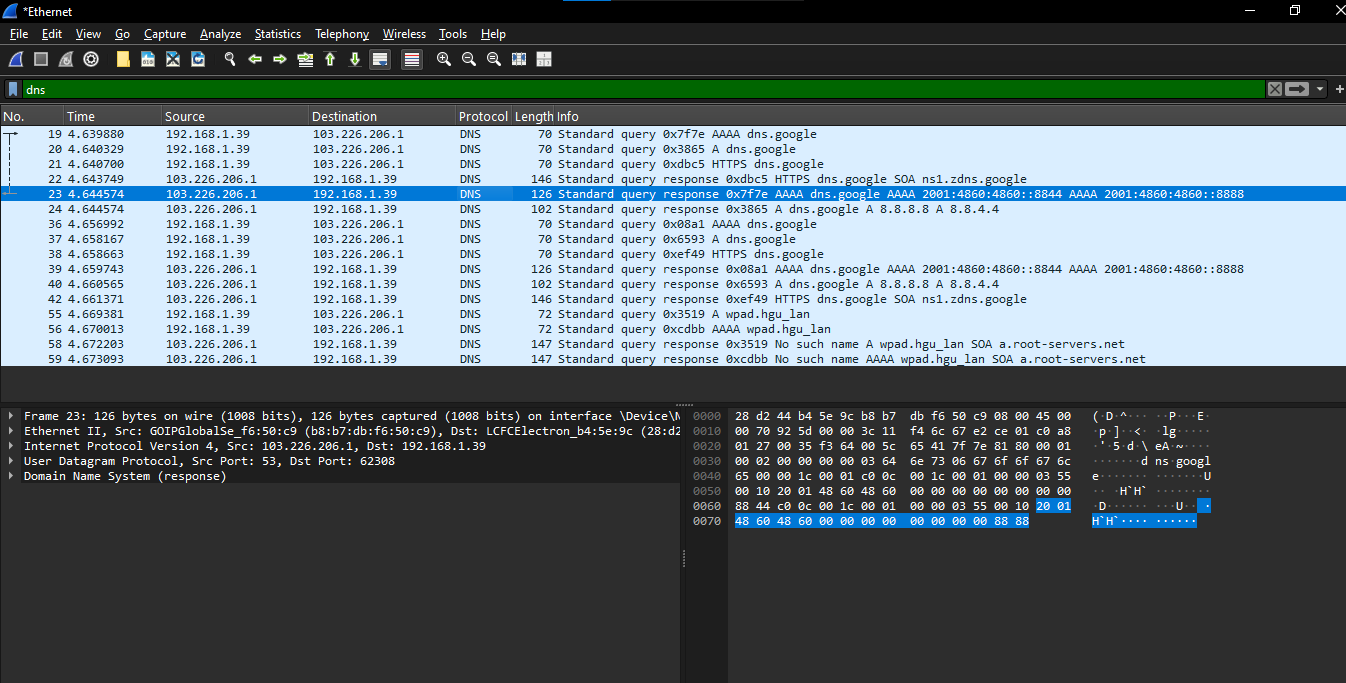 *Ethernet
File Edit View Go Capture Analyze Statistics Telephony Wireless Tools Help
dns
No. Time Source Destination Protocol Length Info
19 4.639880 192.168.1.39 103.226.206.1 DNS 70 Standard query 0x7f7e AAAA dns.google
20 4.640329 192.168.1.39 103.226.206.1 DNS 70 Standard query 0x3865 A dns.google
21 4.640700 192.168.1.39 103.226.206.1 DNS 70 Standard query 0xdbc5 HTTPS dns.google
22 4.643749 103.226.206.1 192.168.1.39 DNS 146 Standard query response 0xdbc5 HTTPS dns.google SOA ns1.zdns.google
23 4.644574 103.226.206.1 192.168.1.39 DNS 126 Standard query response 0x7f7e AAAA dns.google AAAA 2001:4860:4860::8844 AAAA 2001:4860:4860::8888
24 4.644574 103.226.206.1 192.168.1.39 DNS 102 Standard query response 0x3865 A dns.google A 8.8.8.8 A 8.8.4.4
36 4.656992 192.168.1.39 103.226.206.1 DNS 70 Standard query 0x08a1 AAAA dns.google
37 4.658167 192.168.1.39 103.226.206.1 DNS 70 Standard query 0x6593 A dns.google
38 4.658663 192.168.1.39 103.226.206.1 DNS 70 Standard query 0xef49 HTTPS dns.google
39 4.659743 103.226.206.1 192.168.1.39 DNS 126 Standard query response 0x08a1 AAAA dns.google AAAA 2001:4860:4860::8844 AAAA 2001:4860:4860::8888
40 4.660565 103.226.206.1 192.168.1.39 DNS 102 Standard query response 0x6593 A dns.google A 8.8.8.8 A 8.8.4.4
42 4.661371 103.226.206.1 192.168.1.39 DNS 146 Standard query response 0xef49 HTTPS dns.google SOA ns1.zdns.google
55 4.669381 192.168.1.39 103.226.206.1 DNS 72 Standard query 0x3519 A wpad.hgu_lan
56 4.670013 192.168.1.39 103.226.206.1 DNS 72 Standard query 0xcdbb AAAA wpad.hgu_lan
58 4.672203 103.226.206.1 192.168.1.39 DNS 147 Standard query response 0x3519 No such name A wpad.hgu_lan SOA a.root-servers.net
59 4.673093 103.226.206.1 192.168.1.39 DNS 147 Standard query response 0xcdbb No such name AAAA wpad.hgu_lan SOA a.root-servers.net
Frame 23: 126 bytes on wire (1008 bits), 126 bytes captured (1008 bits) on interface \Device\N
Ethernet II, Src: GOIPGlobalSe_f6:50:c9 (b8:b7:db:f6:50:c9), Dst: LCFCElectron_b4:5e:9c (28:d2
Internet Protocol Version 4, Src: 103.226.206.1, Dst: 192.168.1.39
User Datagram Protocol, Src Port: 53, Dst Port: 62308
Domain Name System (response)
0000 28 d2 44 b4 5e 9c b8 b7 db f6 50 c9 08 00 45 00 (·D·^··· ··P···E·
0010 00 70 92 5d 00 00 3c 11 f4 6c 67 e2 ce 01 c0 a8 ·p·]··<· ·lg·····
0020 01 27 00 35 f3 64 00 5c 65 41 7f 7e 81 80 00 01 ·'·5·d·\ eA·~····
0030 00 02 00 00 00 00 03 64 6e 73 06 67 6f 6f 67 6c ·······d ns·googl
0040 65 00 00 1c 00 01 c0 0c 00 1c 00 01 00 00 03 55 e······· ·······U
0050 00 10 20 01 48 60 48 60 00 00 00 00 00 00 00 00 ·· ·H`H` ········
0060 88 44 c0 0c 00 1c 00 01 00 00 03 55 00 10 20 01 ·D······ ···U·· ·
0070 48 60 48 60 00 00 00 00 00 00 00 00 88 88 H`H`···· ······